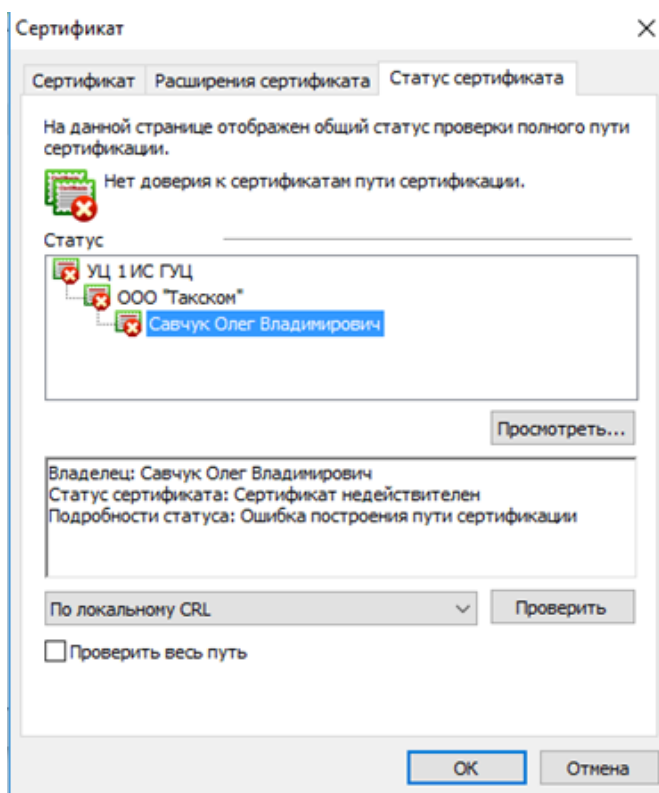 Сертификат
Сертификат
Расширения сертификата
Статус сертификата
На данной странице отображен общий статус проверки полного пути
сертификации.
Нет доверия к сертификатам пути сертификации.
Статус
УЦ 1 ИС ГУЦ
ООО "Такском"
Савчук Олег Владимирович
Просмотреть...
Владелец: Савчук Олег Владимирович
Статус сертификата: Сертификат недействителен
Подробности статуса: Ошибка построения пути сертификации
По локальному CRL
Проверить
Проверить весь путь
ОК
Отмена